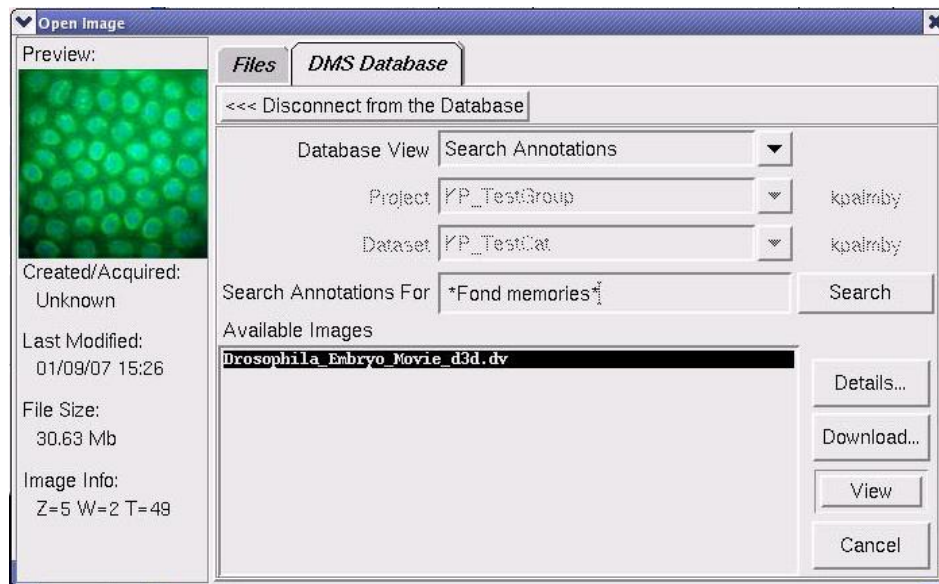 Open Image
Preview:
Files
DMS Database
<<< Disconnect from the Database
Database View
Search Annotations
Project
KP_TestGroup
kpalmby
Dataset
KP_TestCat
kpalmby
Created/Acquired:
Unknown
Search Annotations For
*Fond memories*
Search
Last Modified:
01/09/07 15:26
Available Images
Drosophila_Embryo_Movie_d3d.dv
File Size:
30.63 Mb
Image Info:
Z=5 W=2 T=49
Details...
Download...
View
Cancel